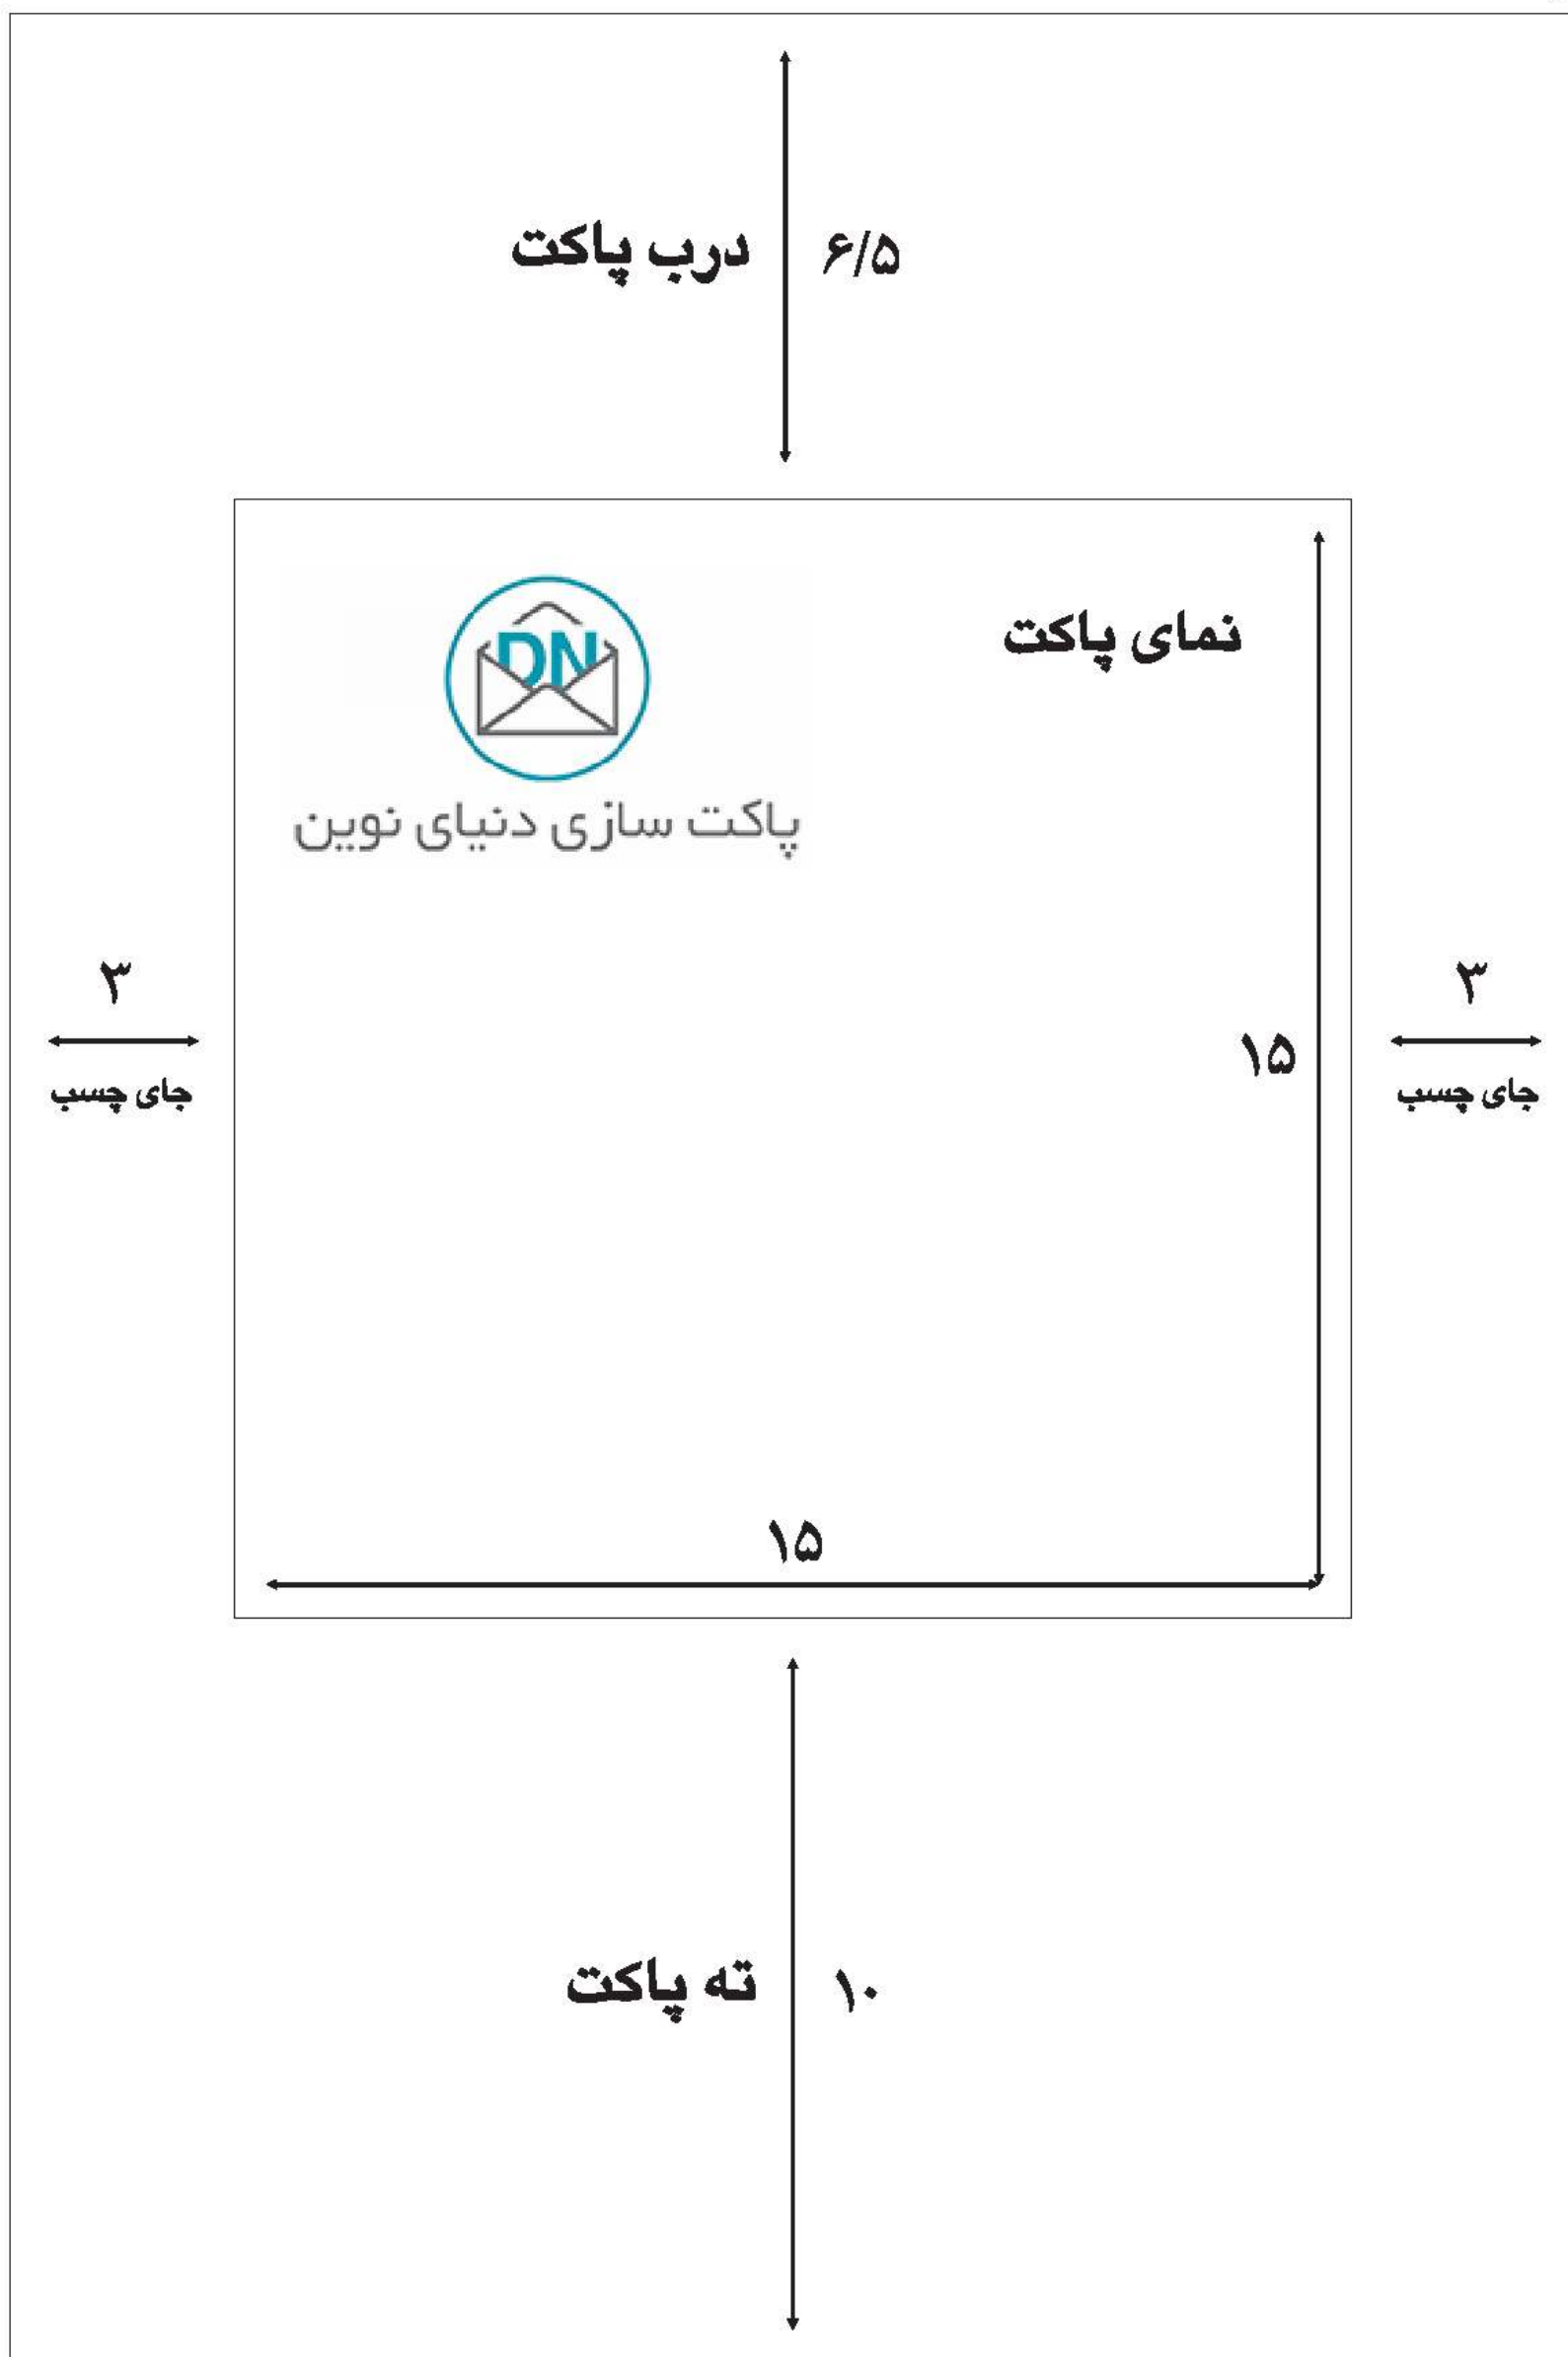 درب پاکت ۶/۵
نمای پاکت
DN
پاکت سازی دنیای نوین
۳
جای چسب
۳
جای چسب
۱۵
۱۵
ته پاکت ۱۰